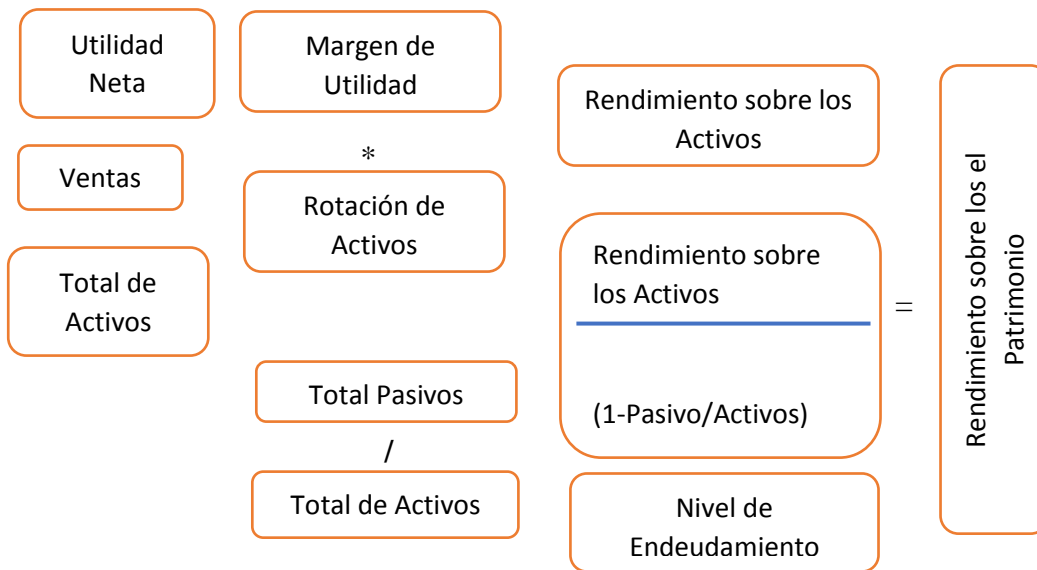 Utilidad
Neta
Ventas
Total de
Activos
Margen de
Utilidad
*
Rotación de
Activos
Total Pasivos
/
Total de Activos
Rendimiento sobre los
Activos
Rendimiento sobre
los Activos
(1-Pasivo/Activos)
Nivel de
Endeudamiento
=
Rendimiento sobre los el
Patrimonio